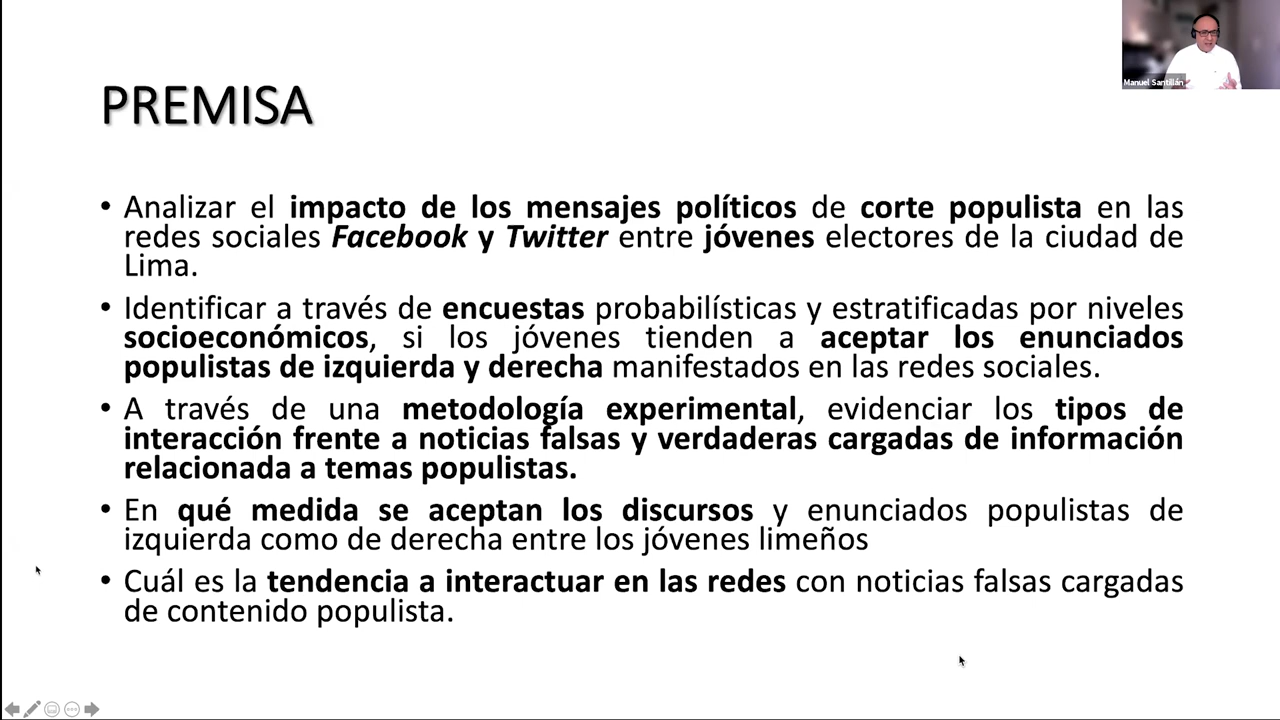 Manuel Santillán
PREMISA
• Analizar el impacto de los mensajes políticos de corte populista en las
redes sociales Facebook y Twitter entre jóvenes electores de la ciudad de
Lima.
• Identificar a través de encuestas probabilísticas y estratificadas por niveles
socioeconómicos, si los jóvenes tienden a aceptar los enunciados
populistas de izquierda y derecha manifestados en las redes sociales.
• A través de una metodología experimental, evidenciar los tipos de
interacción frente a noticias falsas y verdaderas cargadas de información
relacionada a temas populistas.
• En qué medida se aceptan los discursos y enunciados populistas de
izquierda como de derecha entre los jóvenes limeños
• Cuál es la tendencia a interactuar en las redes con noticias falsas cargadas
de contenido populista.